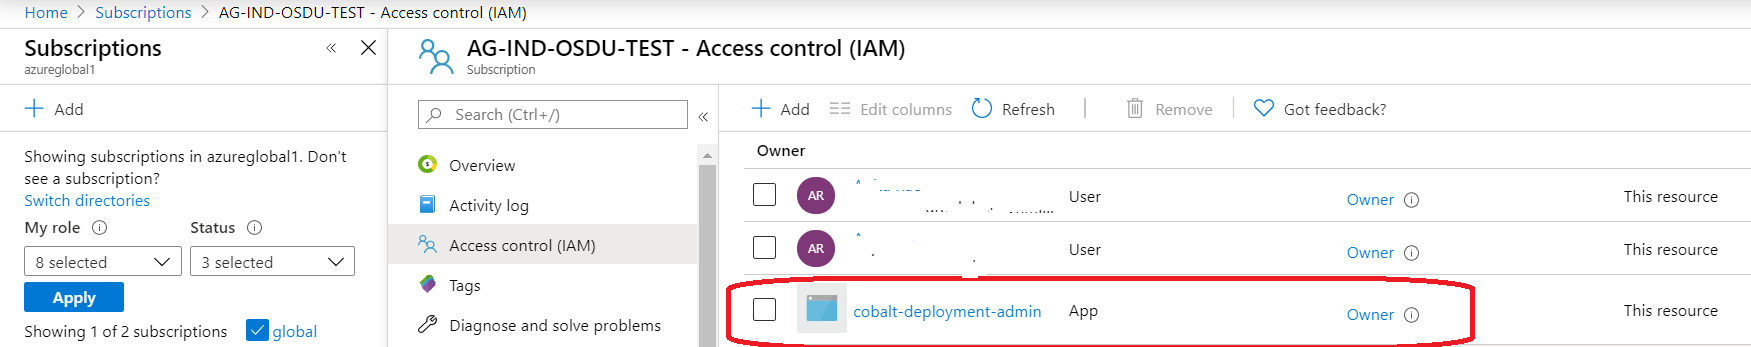 Home > Subscriptions > AG-IND-OSDU-TEST - Access control (IAM)
Subscriptions
azureglobal1
Add
Showing subscriptions in azureglobal1. Don't
see a subscription?
Switch directories
My role
Status
8 selected
3 selected
Apply
Showing 1 of 2 subscriptions
global
AG-IND-OSDU-TEST - Access control (IAM)
Subscription
Search (Ctrl+/)
Overview
Activity log
Access control (IAM)
Tags
Diagnose and solve problems
Add Edit columns Refresh Remove Got feedback?
Owner
AR User Owner This resource
AR User Owner This resource
cobalt-deployment-admin App Owner This resource